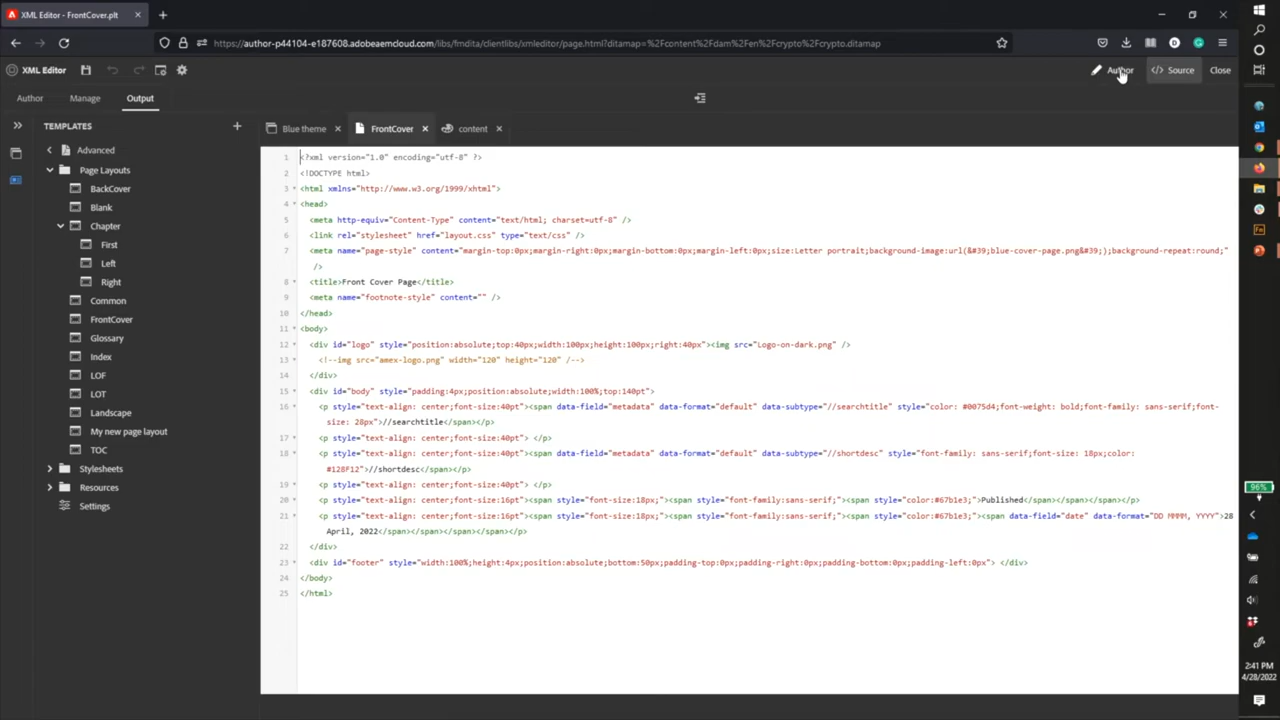 XML Editor - FrontCover.plt
https://author-p44104-e187608.adobeaemcloud.com/libs/fmdita/clientlibs/xmleditor/page.html?ditamap=%2Fcontent%2Fdam%2Fen%2Fcrypto%2Fcrypto.ditamap
XML Editor
Author
Source
Close
Author Manage Output
TEMPLATES
Advanced
Page Layouts
BackCover
Blank
Chapter
First
Left
Right
Common
FrontCover
Glossary
Index
LOF
LOT
Landscape
My new page layout
TOC
Stylesheets
Resources
Settings
Blue theme FrontCover content
1 <?xml version="1.0" encoding="utf-8" ?>
2 <!DOCTYPE html>
3 <html xmlns="http://www.w3.org/1999/xhtml">
4 <head>
5 <meta http-equiv="Content-Type" content="text/html; charset=utf-8" />
6 <link rel="stylesheet" href="layout.css" type="text/css" />
7 <meta name="page-style" content="margin-top:0px;margin-right:0px;margin-bottom:0px;margin-left:0px;size:Letter portrait;background-image:url(&#39;blue-cover-page.png&#39;);background-repeat:round;"
/>
8 <title>Front Cover Page</title>
9 <meta name="footnote-style" content="" />
10 </head>
11 <body>
12 <div id="logo" style="position:absolute;top:40px;width:100px;height:100px;right:40px"><img src="Logo-on-dark.png" />
13 <!--img src="amex-logo.png" width="120" height="120" /-->
14 </div>
15 <div id="body" style="padding:4px;position:absolute;width:100%;top:140pt">
16 <p style="text-align: center;font-size:40pt"><span data-field="metadata" data-format="default" data-subtype="//searchtitle" style="color: #0075d4;font-weight: bold;font-family: sans-serif;font-
size: 28px">//searchtitle</span></p>
17 <p style="text-align: center;font-size:40pt"> </p>
18 <p style="text-align: center;font-size:40pt"><span data-field="metadata" data-format="default" data-subtype="//shortdesc" style="font-family: sans-serif;font-size: 18px;color:
#128F12">//shortdesc</span></p>
19 <p style="text-align: center;font-size:40pt"> </p>
20 <p style="text-align: center;font-size:16pt"><span style="font-size:18px;"><span style="font-family:sans-serif;"><span style="color:#67b1e3;">Published</span></span></span></p>
21 <p style="text-align: center;font-size:16pt"><span style="font-size:18px;"><span style="font-family:sans-serif;"><span style="color:#67b1e3;"><span data-field="date" data-format="DD MMMM, YYYY">28
April, 2022</span></span></span></span></p>
22 </div>
23 <div id="footer" style="width:100%;height:4px;position:absolute;bottom:50px;padding-top:0px;padding-right:0px;padding-bottom:0px;padding-left:0px"> </div>
24 </body>
25 </html>
96%
2:41 PM
4/28/2022